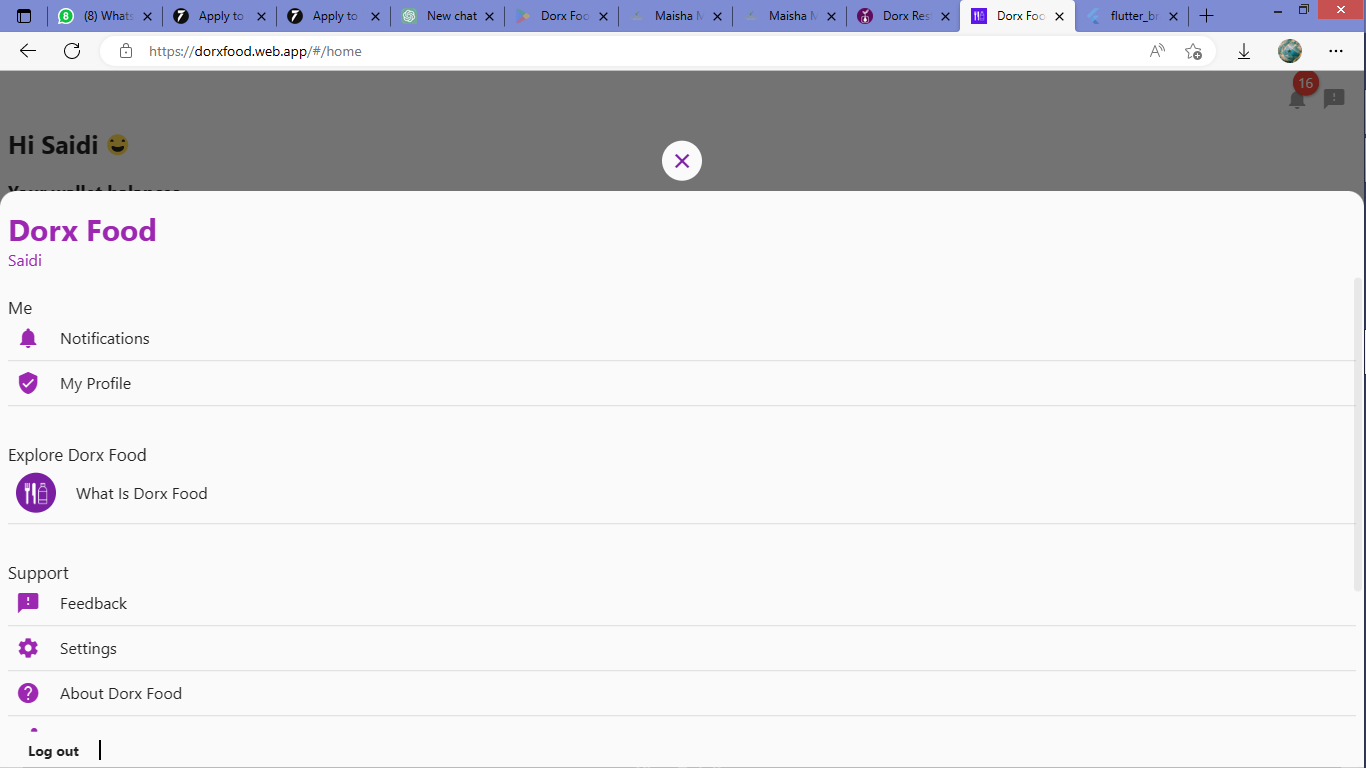 (8) Whats
Apply to
Apply to
New chat
Dorx Foo
Maisha M
Maisha M
Dorx Rest
Dorx Foo
flutter_br
https://dorxfood.web.app/#/home
16
Hi Saidi
Your wallet balances
Dorx Food
Saidi
Me
Notifications
My Profile
Explore Dorx Food
What Is Dorx Food
Support
Feedback
Settings
About Dorx Food
Log out